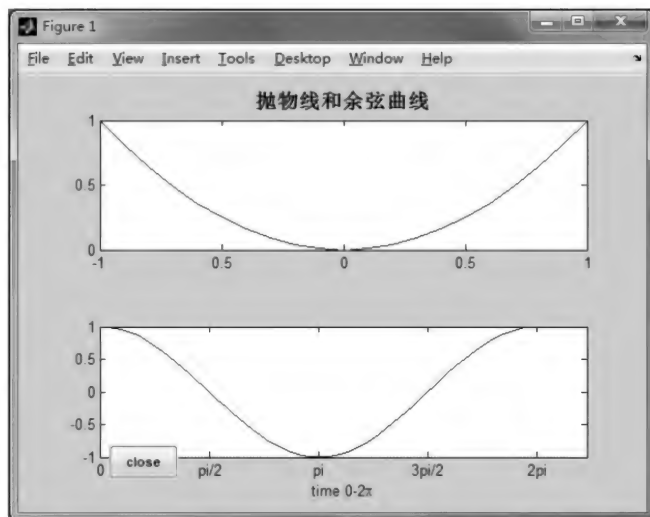 Figure 1
File Edit View Insert Tools Desktop Window Help
抛物线和余弦曲线
1
0.5
0
-1 0.5 0 0.5 1
1
0.5
0
-0.5
-1
0 pi/2 pi 3pi/2 2pi
close
time 0-2π